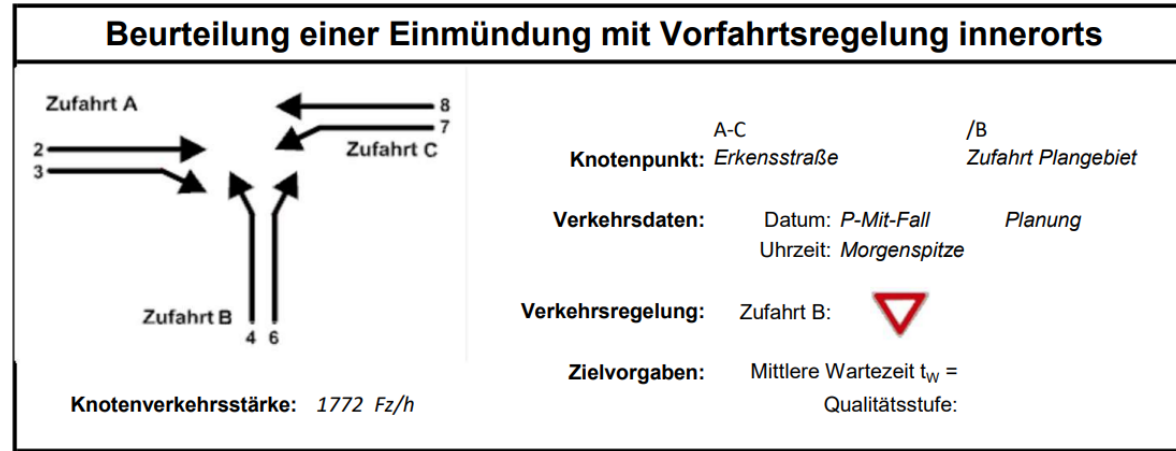 Beurteilung einer Einmündung mit Vorfahrtsregelung innerorts
Zufahrt A
8
7
2
Zufahrt C
3
Zufahrt B
4 6
Knotenverkehrsstärke: 1772 Fz/h
A-C /B
Knotenpunkt: Erkensstraße Zufahrt Plangebiet
Verkehrsdaten: Datum: P-Mit-Fall Planung
Uhrzeit: Morgenspitze
Verkehrsregelung: Zufahrt B:
Zielvorgaben: Mittlere Wartezeit tW =
Qualitätsstufe: